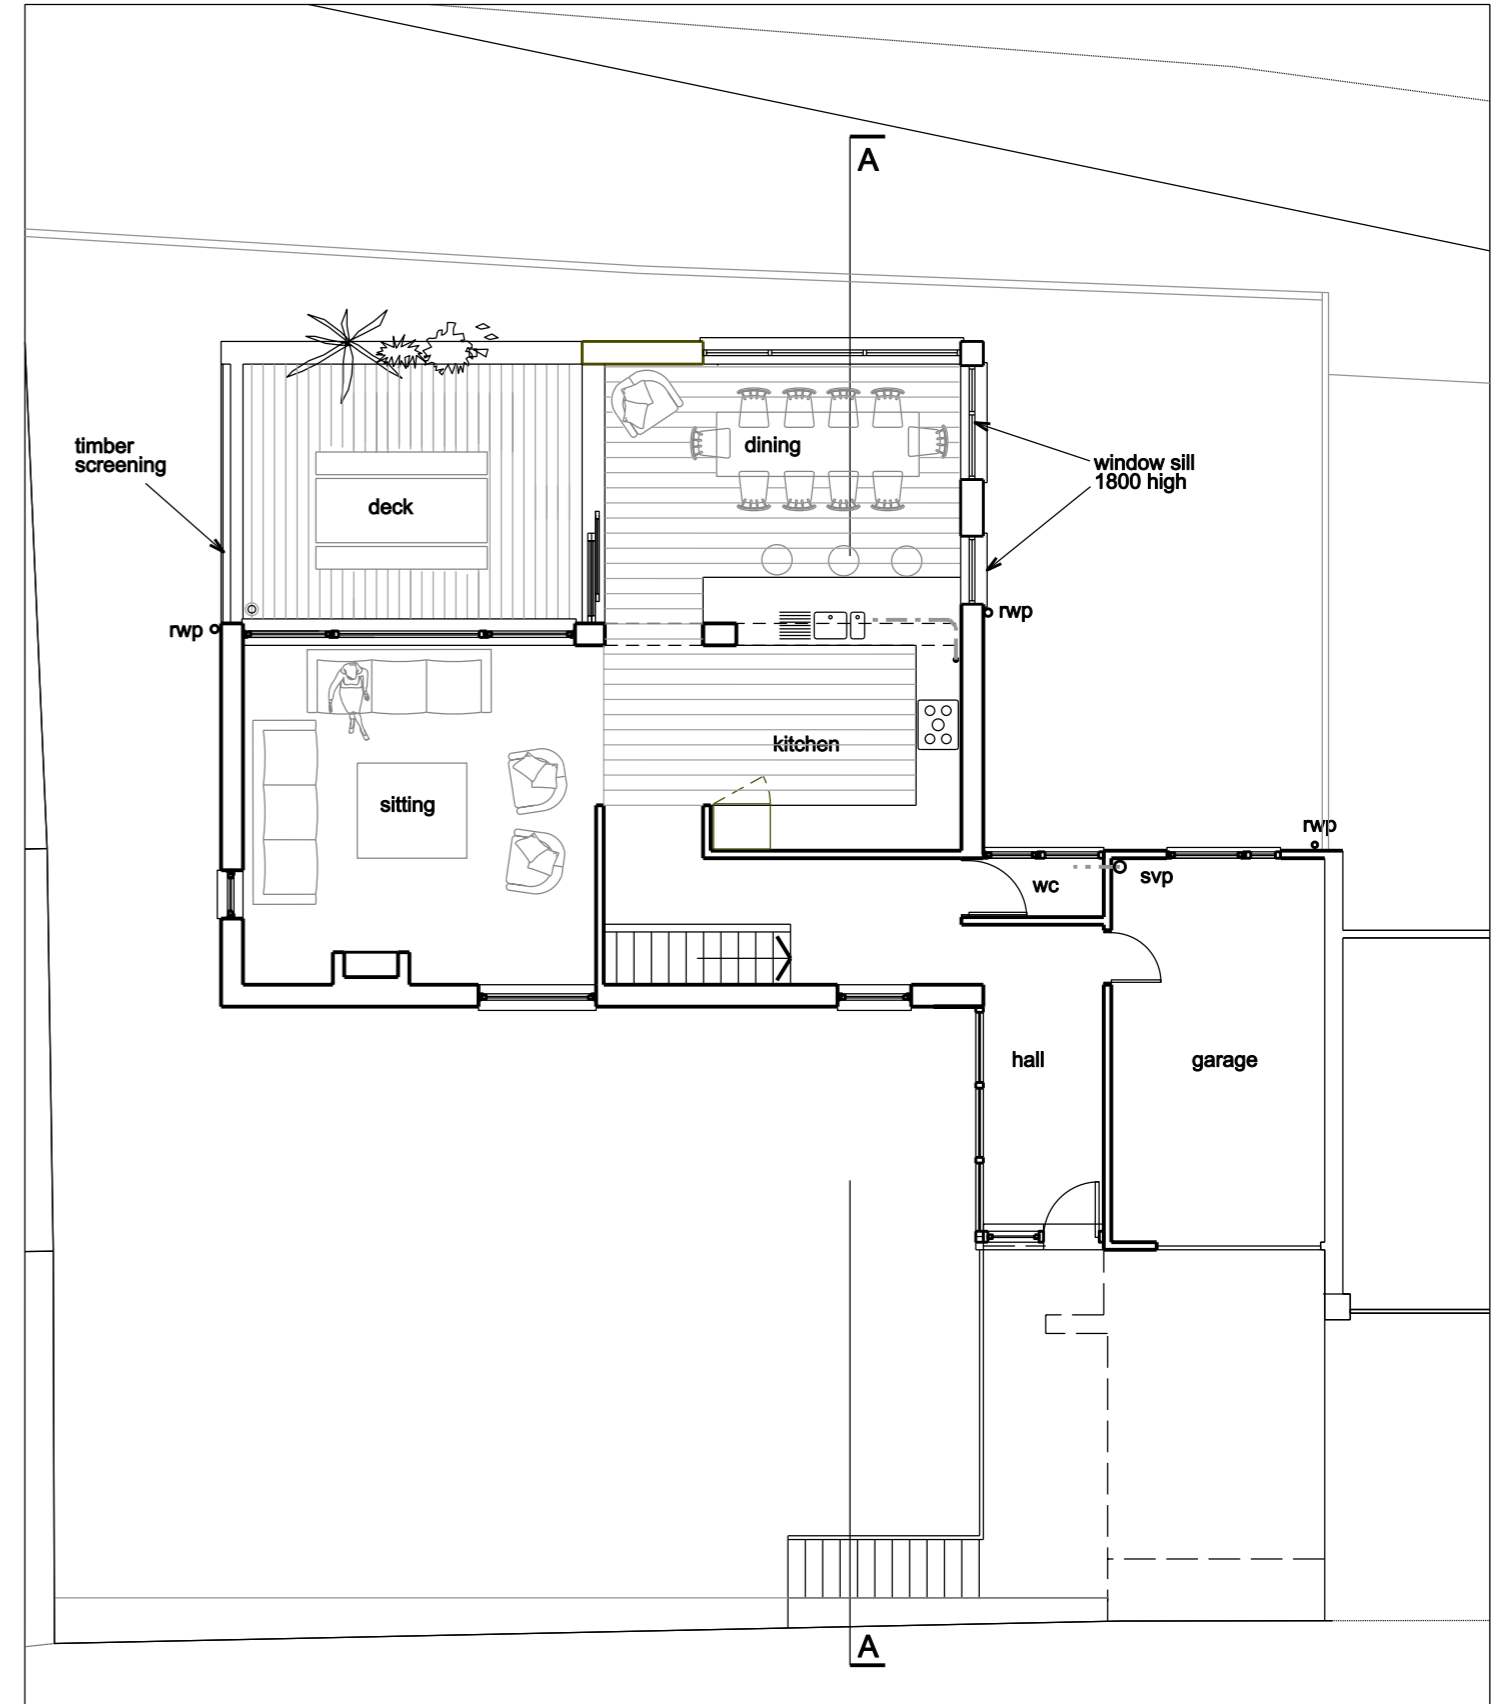 A
timber
screening
dining
window sill
1800 high
deck
rwp
rwp
kitchen
sitting
rwp
wc
svp
hall
garage
A